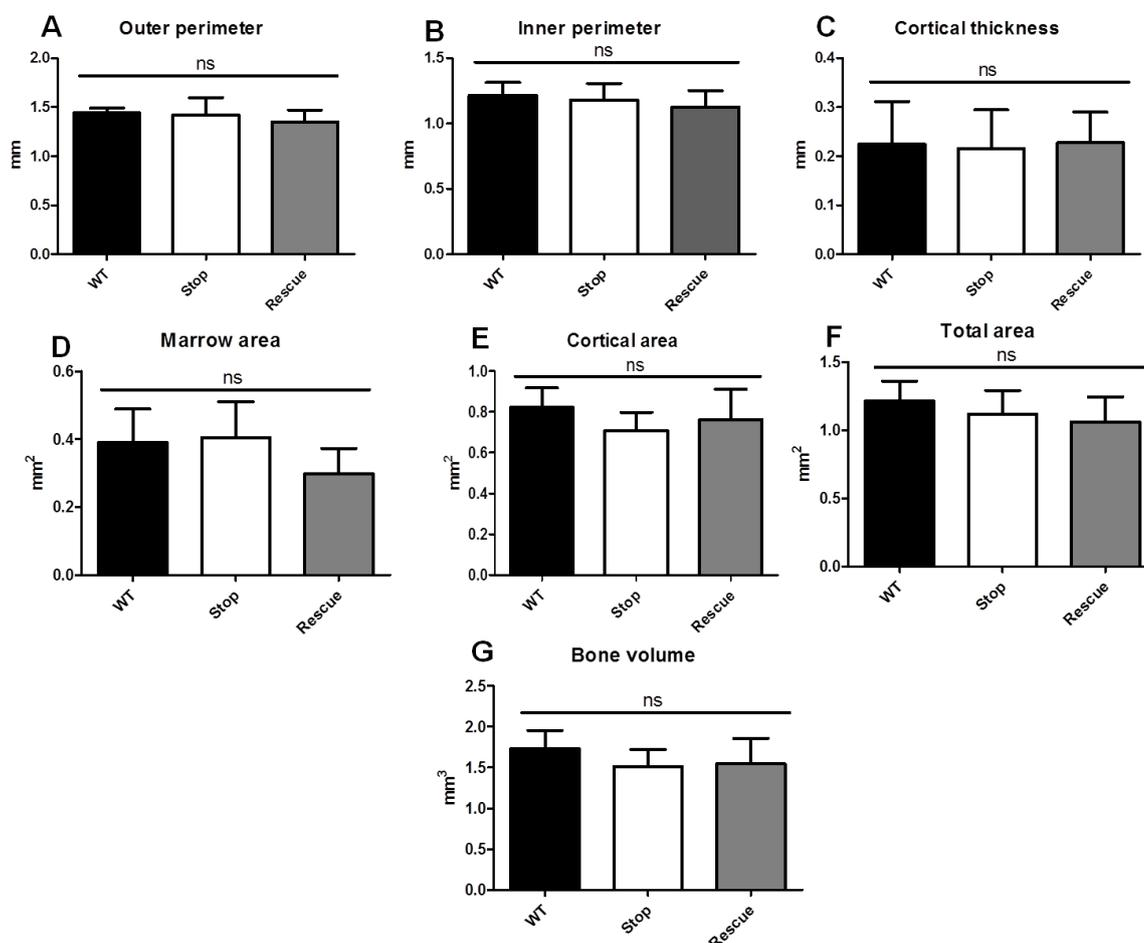 A Outer perimeter
ns
2.0
1.5
1.0
0.5
0.0
mm
WT Stop Rescue
B Inner perimeter
ns
1.5
1.0
0.5
0.0
mm
WT Stop Rescue
C Cortical thickness
ns
0.4
0.3
0.2
0.1
0.0
mm
WT Stop Rescue
D Marrow area
ns
0.6
0.4
0.2
0.0
mm²
WT Stop Rescue
E Cortical area
ns
1.0
0.8
0.6
0.4
0.2
0.0
mm²
WT Stop Rescue
F Total area
ns
1.5
1.0
0.5
0.0
mm²
WT Stop Rescue
G Bone volume
ns
2.5
2.0
1.5
1.0
0.5
0.0
mm³
WT Stop Rescue